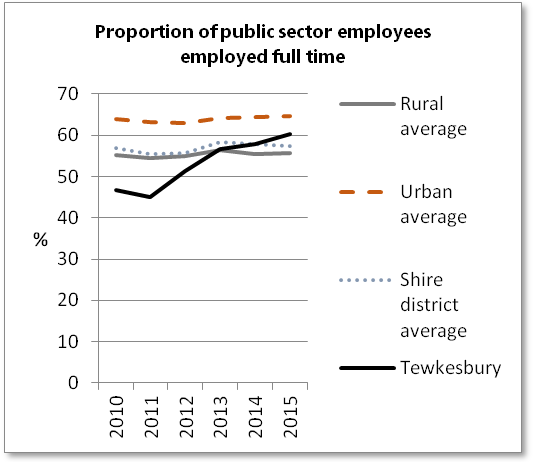 Proportion of public sector employees
employed full time
70
60
50
40
30
20
10
0
%
2010
2011
2012
2013
2014
2015
Rural
average
Urban
average
Shire
district
average
Tewkesbury